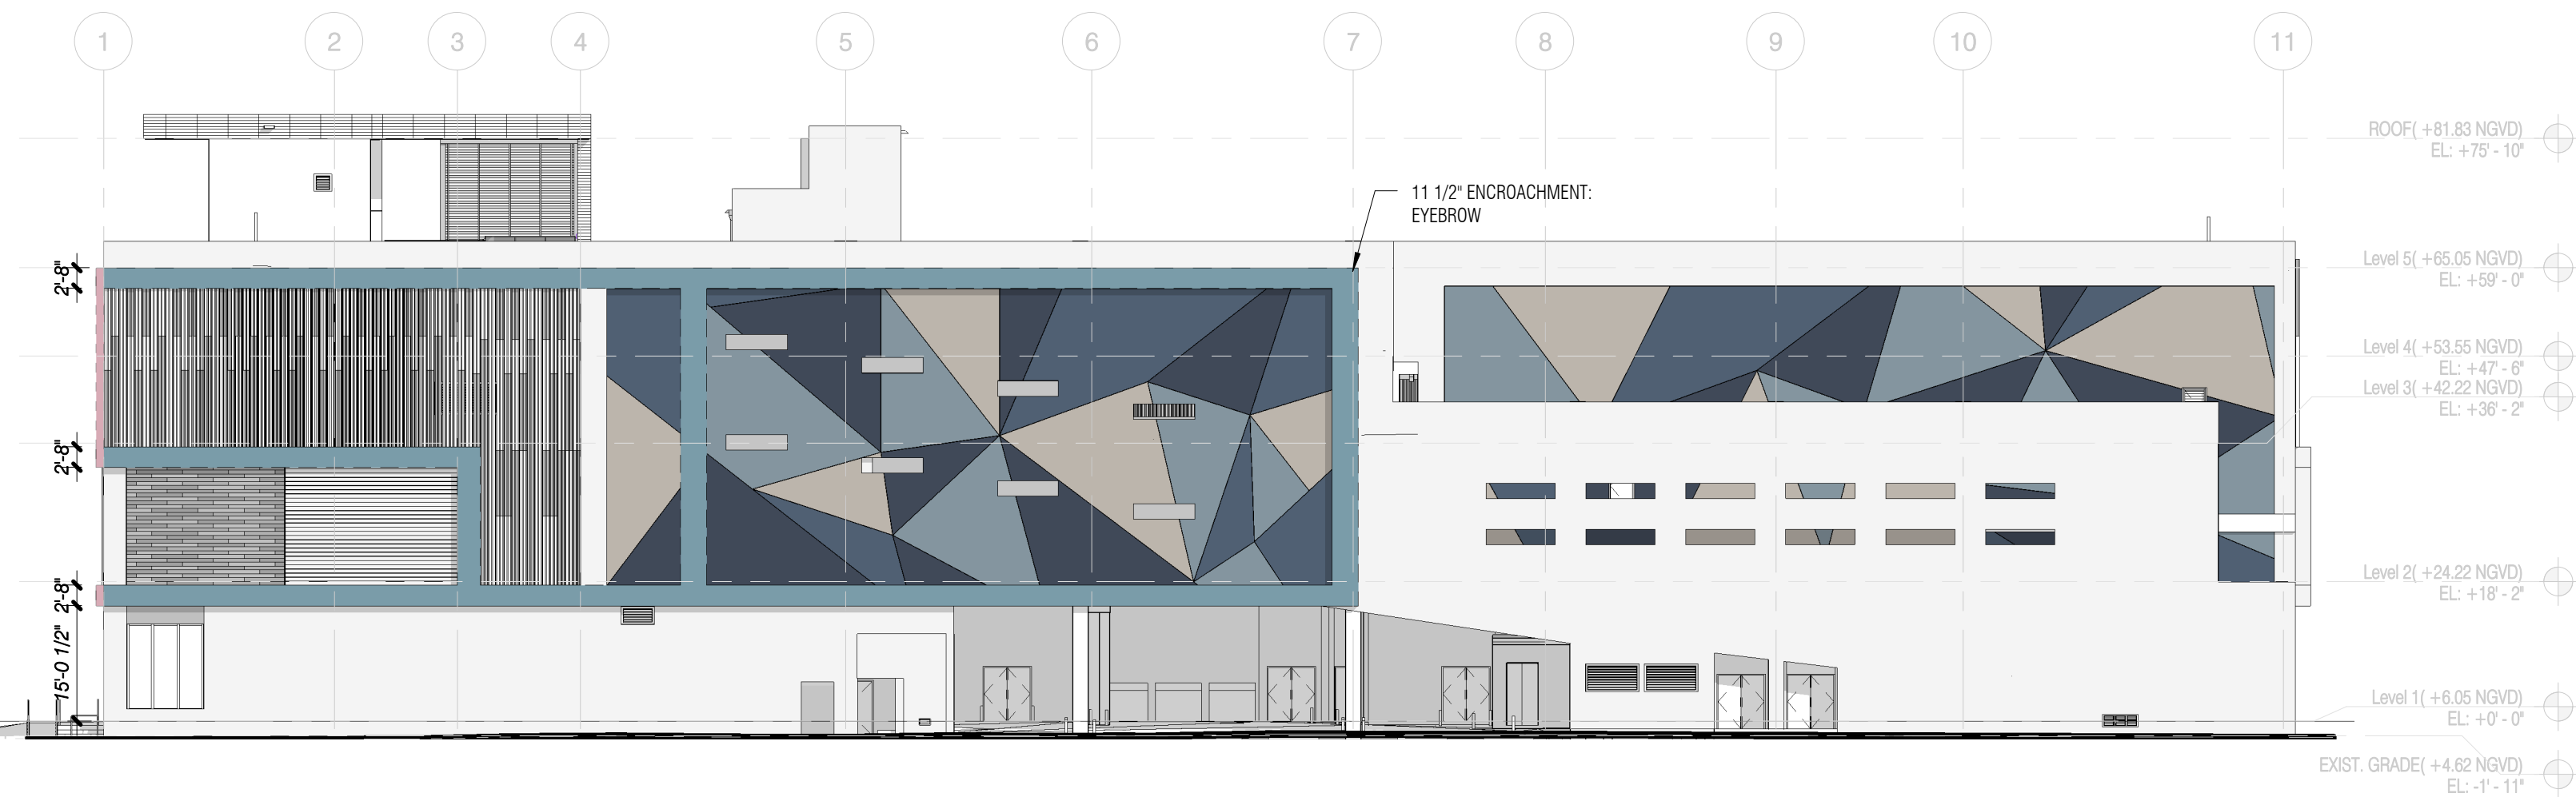 1 2 3 4 5 6 7 8 9 10 11
ROOF( +81.83 NGVD)
EL: +75' - 10"
11 1/2" ENCROACHMENT:
EYEBROW
2'-8"
Level 5( +65.05 NGVD)
EL: +59' - 0"
Level 4( +53.55 NGVD)
EL: +47' - 6"
Level 3( +42.22 NGVD)
EL: +36' - 2"
2'-8"
Level 2( +24.22 NGVD)
EL: +18' - 2"
2'-8"
15'-0 1/2"
Level 1( +6.05 NGVD)
EL: +0' - 0"
EXIST. GRADE( +4.62 NGVD)
EL: -1' - 11"